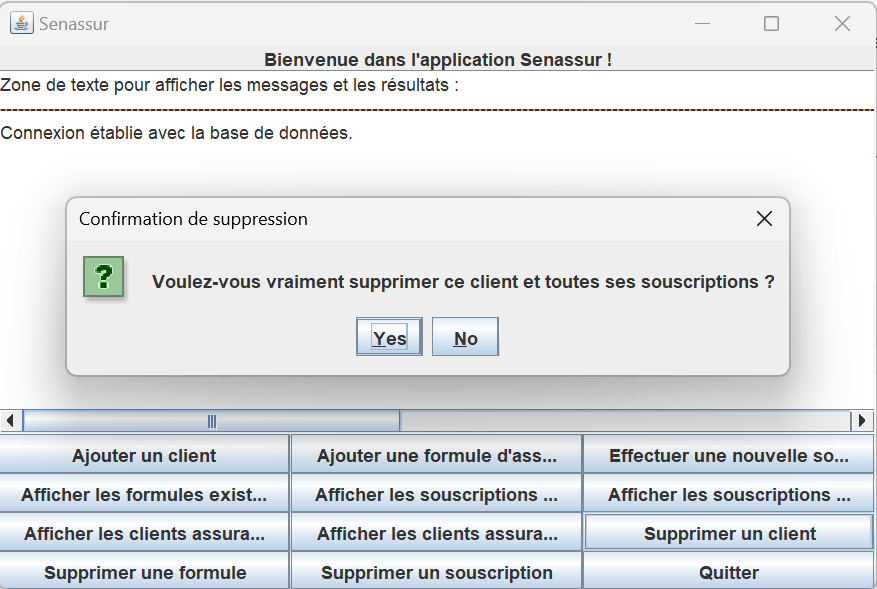 Senassur
Bienvenue dans l'application Senassur !
Zone de texte pour afficher les messages et les résultats :
Connexion établie avec la base de données.
Confirmation de suppression
?
Voulez-vous vraiment supprimer ce client et toutes ses souscriptions ?
Yes No
Ajouter un client Ajouter une formule d'ass... Effectuer une nouvelle so...
Afficher les formules exist... Afficher les souscriptions ... Afficher les souscriptions ...
Afficher les clients assura... Afficher les clients assura... Supprimer un client
Supprimer une formule Supprimer un souscription Quitter